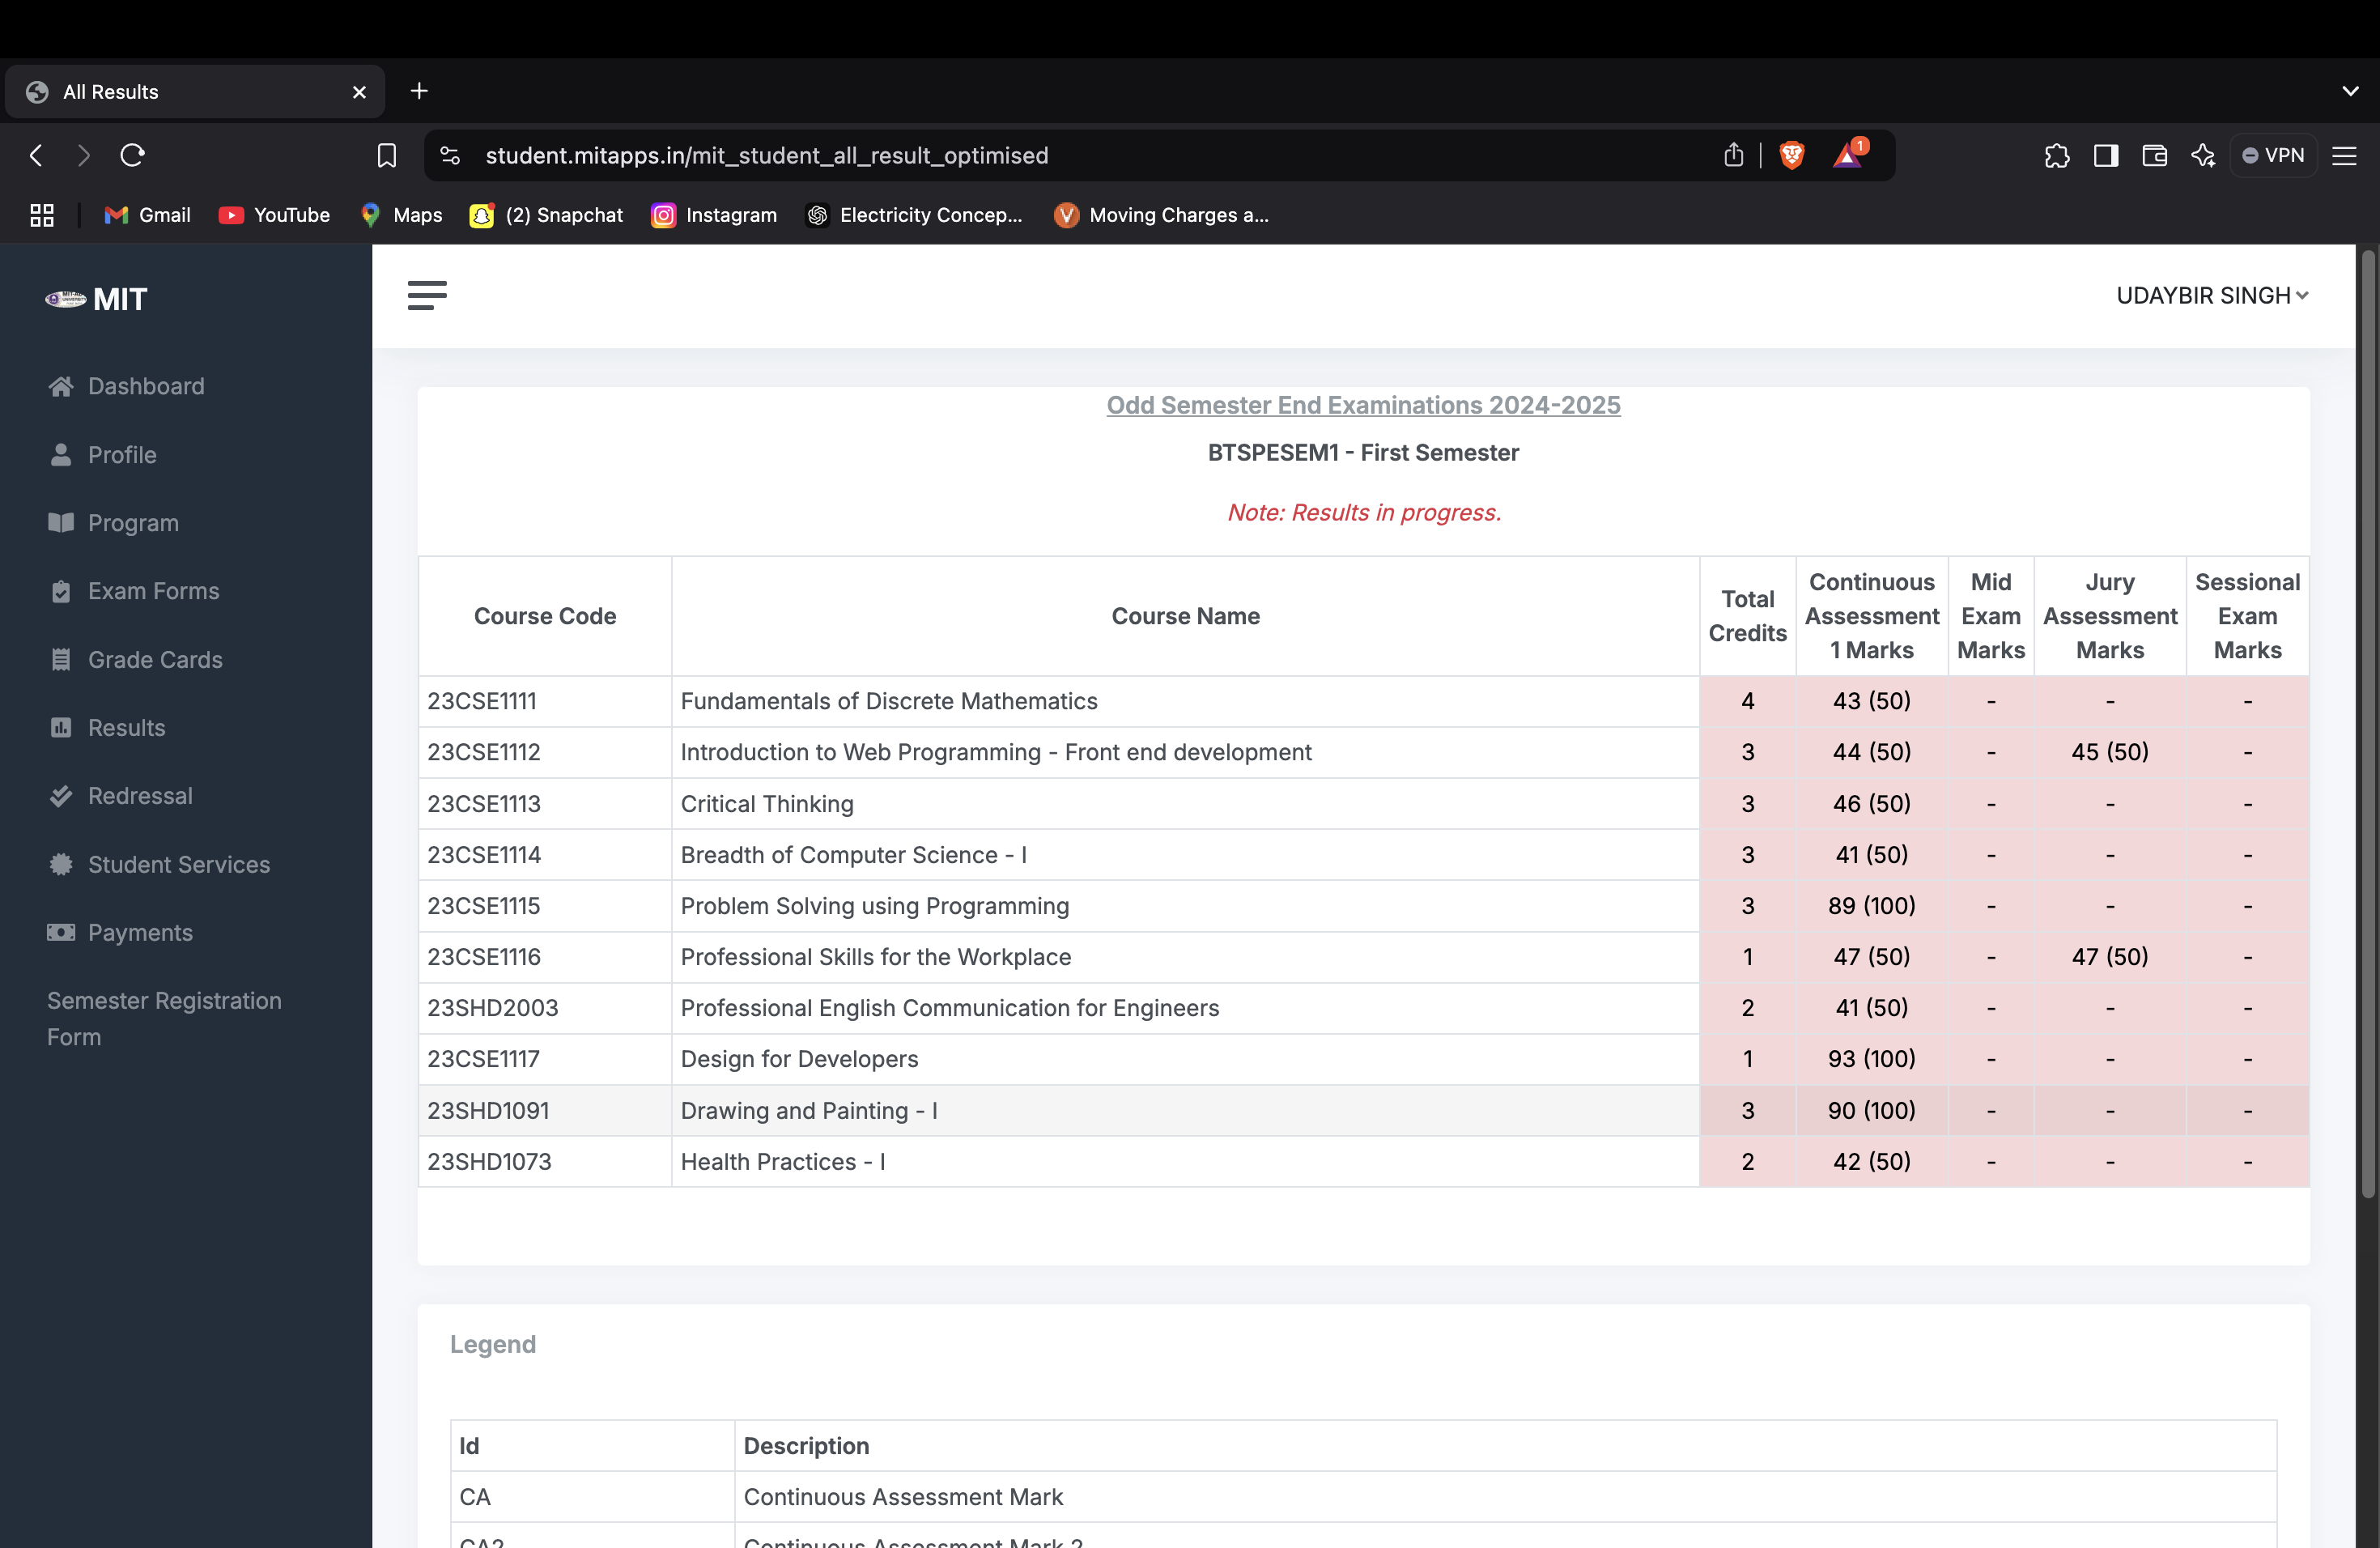 All Results
student.mitapps.in/mit_student_all_result_optimised
1
VPN
Gmail YouTube Maps (2) Snapchat Instagram Electricity Concep... Moving Charges a...
MIT
UDAYBIR SINGH
Dashboard
Profile
Program
Exam Forms
Grade Cards
Results
Redressal
Student Services
Payments
Semester Registration
Form
Odd Semester End Examinations 2024-2025
BTSPESEM1 - First Semester
Note: Results in progress.
Course Code Course Name Total Credits Continuous Assessment 1 Marks Mid Exam Marks Jury Assessment Marks Sessional Exam Marks
23CSE1111 Fundamentals of Discrete Mathematics 4 43 (50) - - -
23CSE1112 Introduction to Web Programming - Front end development 3 44 (50) - 45 (50) -
23CSE1113 Critical Thinking 3 46 (50) - - -
23CSE1114 Breadth of Computer Science - I 3 41 (50) - - -
23CSE1115 Problem Solving using Programming 3 89 (100) - - -
23CSE1116 Professional Skills for the Workplace 1 47 (50) - 47 (50) -
23SHD2003 Professional English Communication for Engineers 2 41 (50) - - -
23CSE1117 Design for Developers 1 93 (100) - - -
23SHD1091 Drawing and Painting - I 3 90 (100) - - -
23SHD1073 Health Practices - I 2 42 (50) - - -
Legend
Id Description
CA Continuous Assessment Mark
CA2 Continuous Assessment Mark 2